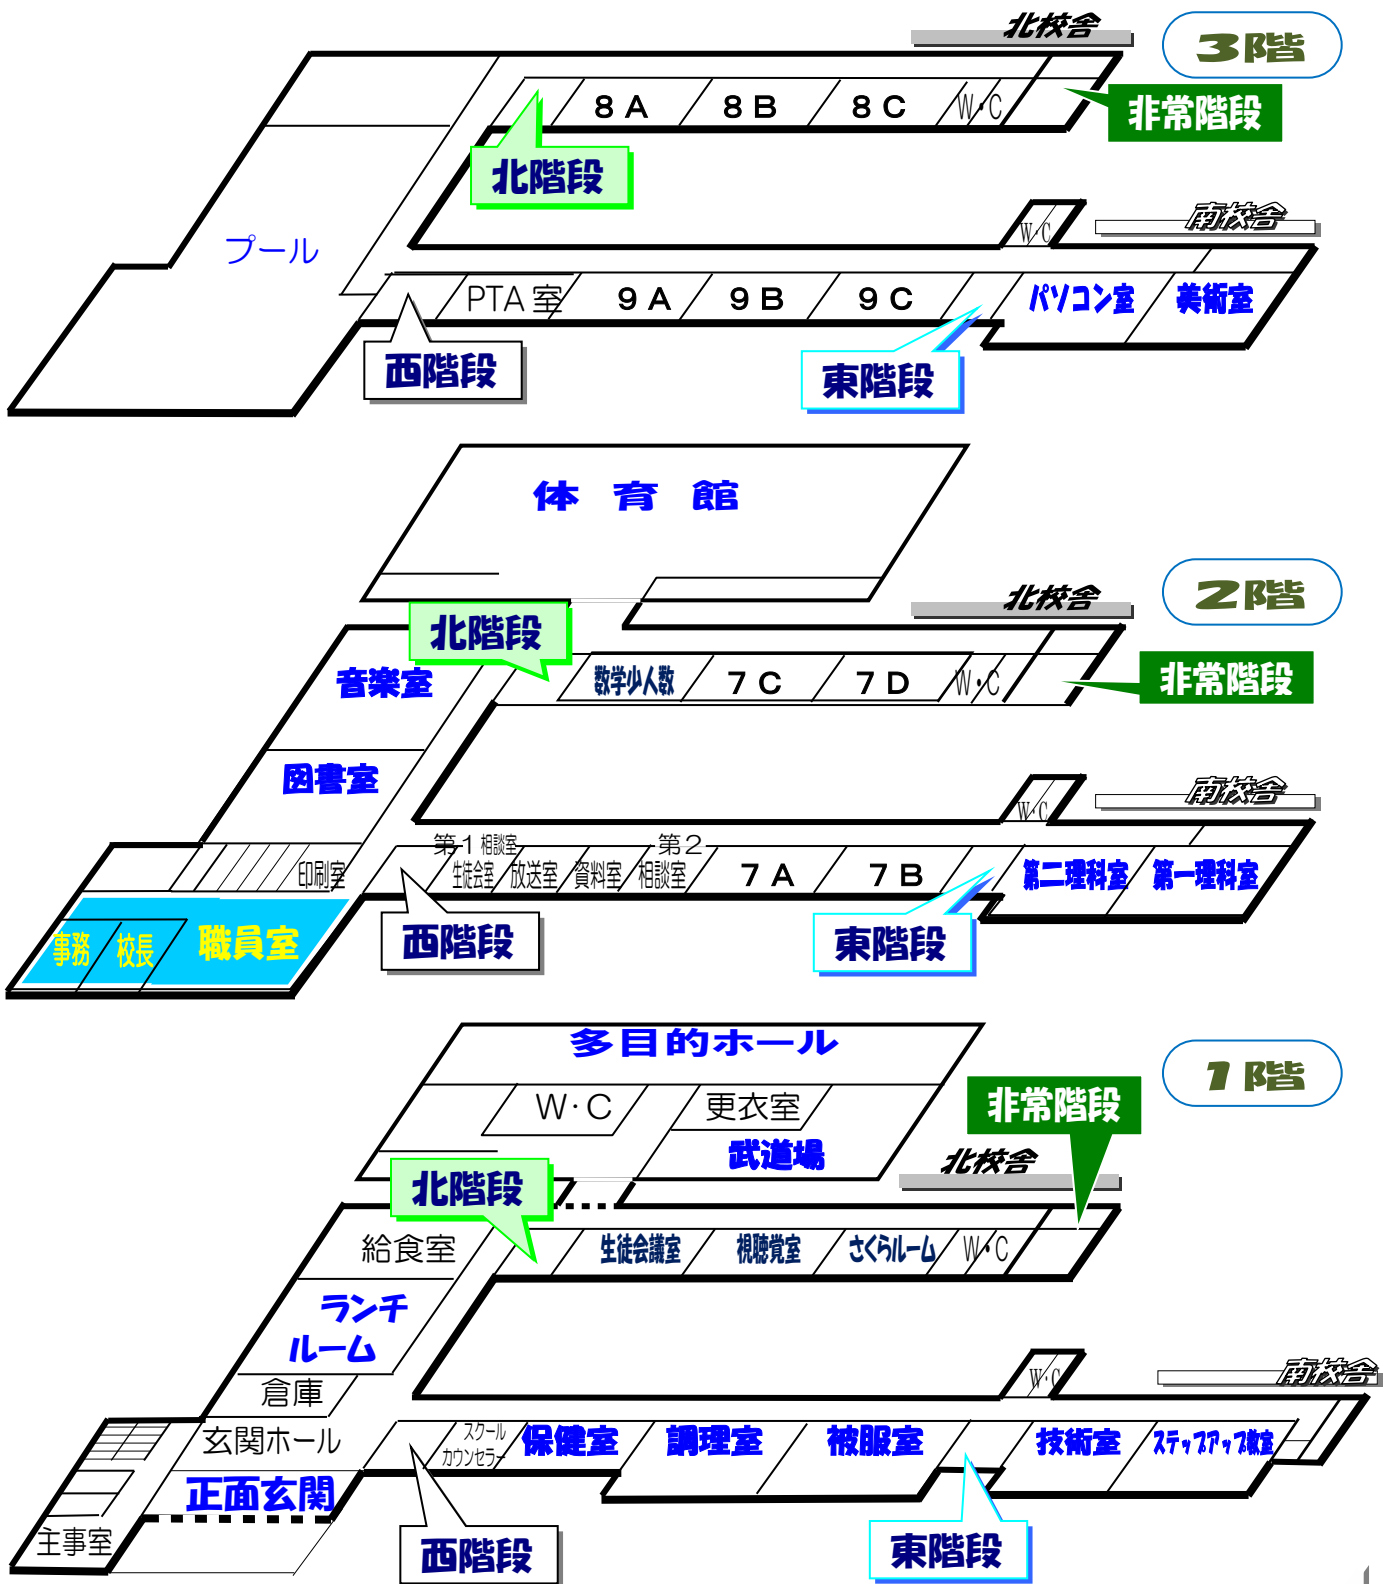 北校舎
3階
8A
8B
8C
W・C
非常階段
北階段
W・C
南校舎
プール
PTA室
9A
9B
9C
パソコン室
美術室
西階段
東階段
体育館
2階
北校舎
北階段
音楽室
数学少人数
7C
7D
W・C
非常階段
図書室
W・C
南校舎
第1相談室
第2
印刷室
生徒会室
放送室
資料室
相談室
7A
7B
第二理科室
第一理科室
事務
校長
職員室
西階段
東階段
多目的ホール
1階
W・C
更衣室
非常階段
武道場
北校舎
北階段
給食室
生徒会議室
視聴覚室
さくらルーム
W・C
ランチ
ルーム
W・C
南校舎
倉庫
玄関ホール
スクール
カウンセラー
保健室
調理室
被服室
技術室
ステップアップ教室
正面玄関
主事室
西階段
東階段